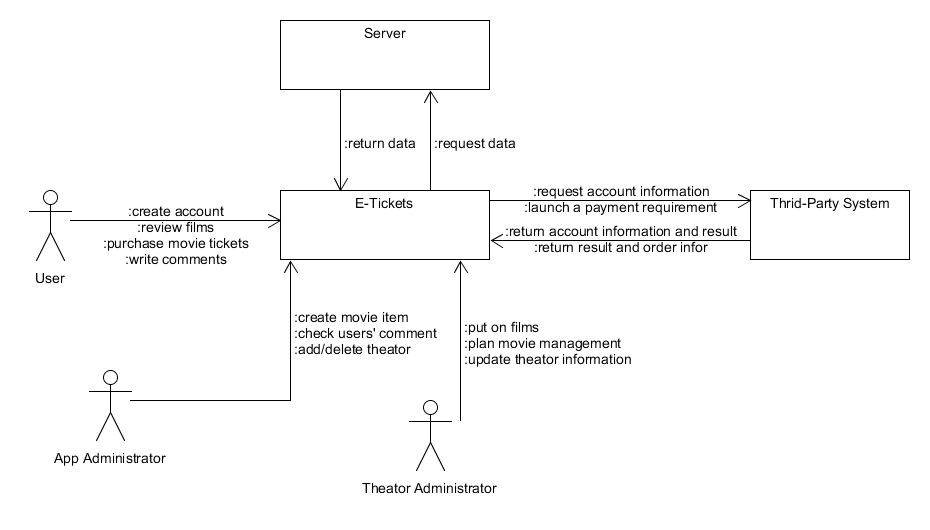 Server
:return data
:request data
E-Tickets
:request account information
:launch a payment requirement
Thrid-Party System
:return account information and result
:return result and order infor
:create account
:review films
:purchase movie tickets
:write comments
User
:create movie item
:check users' comment
:add/delete theator
:put on films
:plan movie management
:update theator information
App Administrator
Theator Administrator